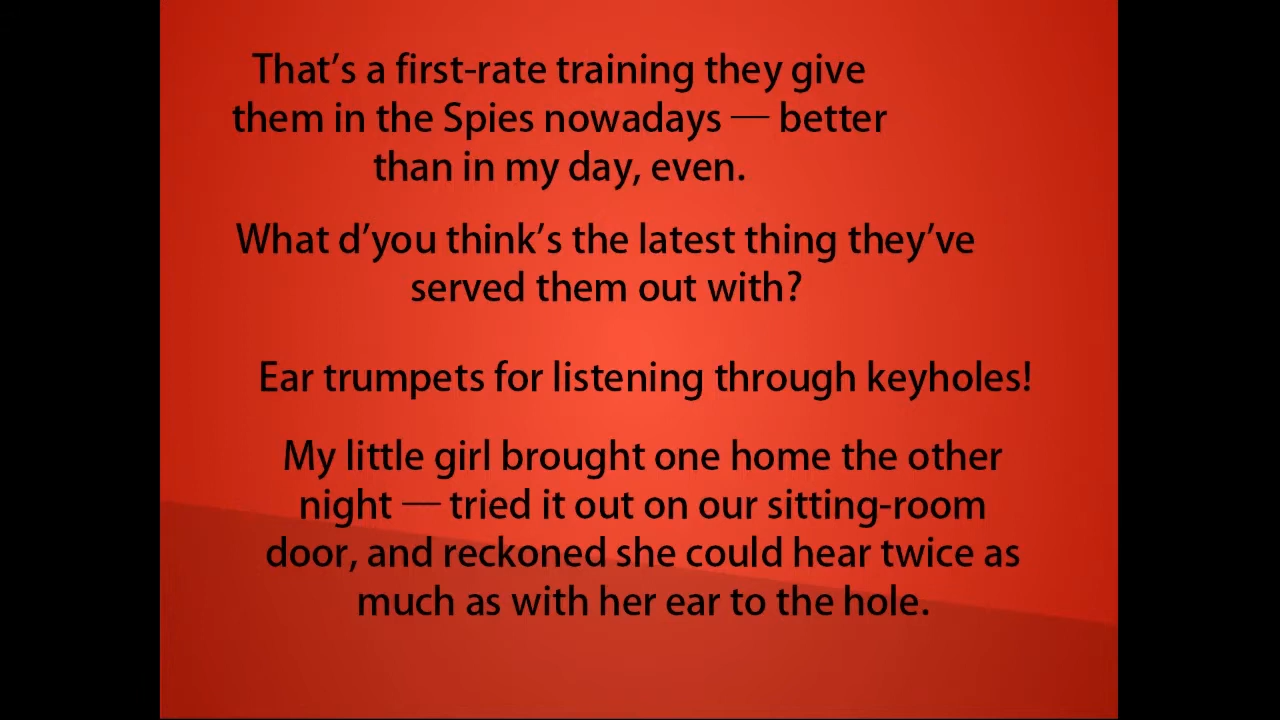 That’s a first-rate training they give
them in the Spies nowadays — better
than in my day, even.
What d’you think’s the latest thing they’ve
served them out with?
Ear trumpets for listening through keyholes!
My little girl brought one home the other
night — tried it out on our sitting-room
door, and reckoned she could hear twice as
much as with her ear to the hole.